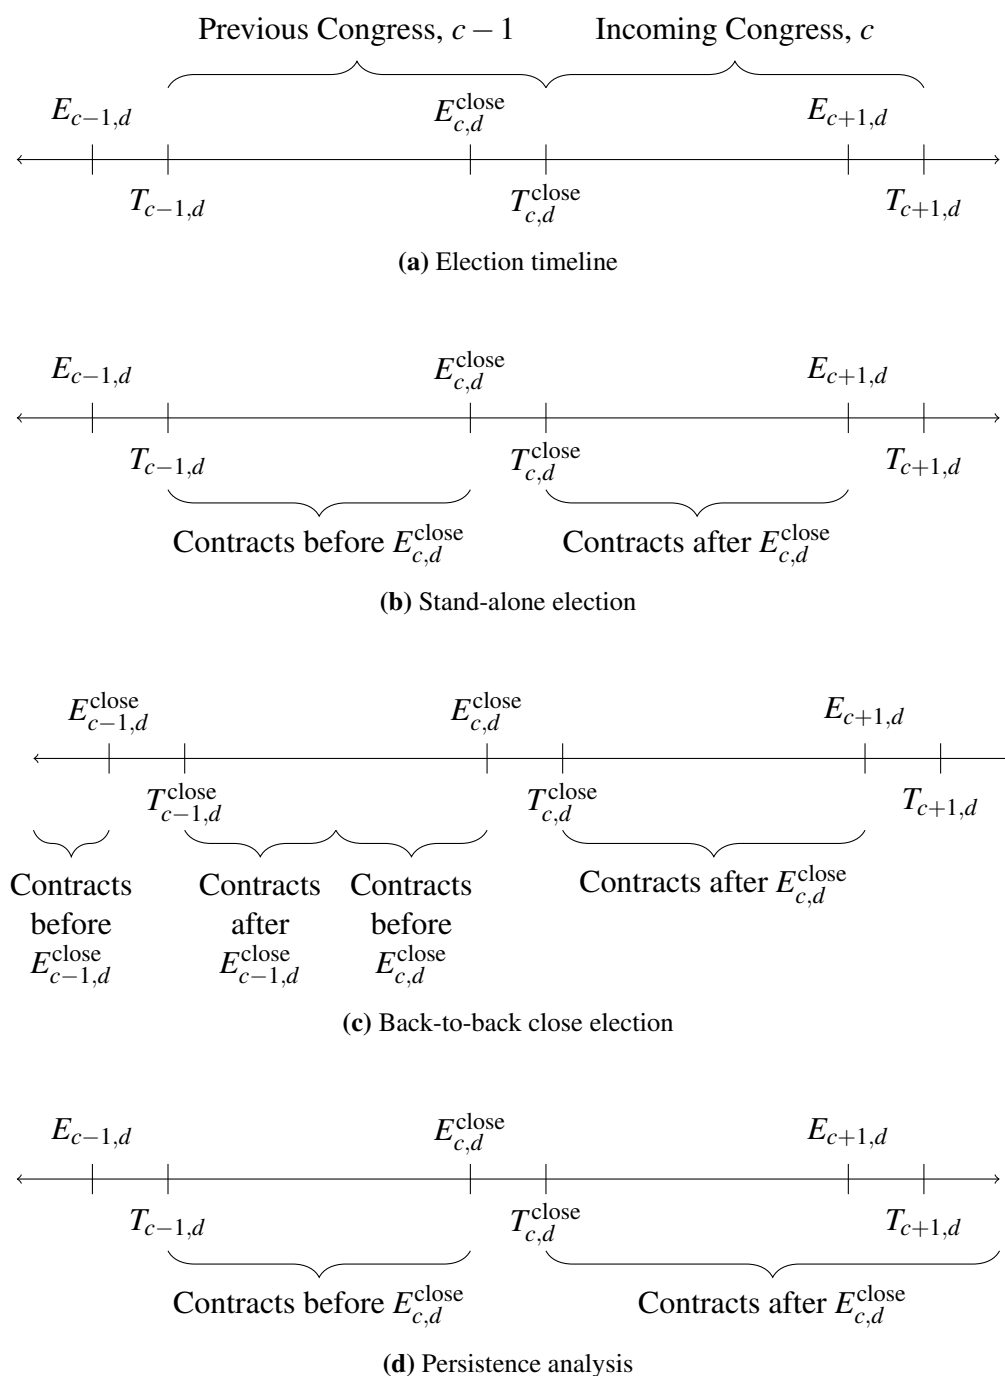 Previous Congress, c − 1 Incoming Congress, c
E_{c−1,d} E_{c,d}^{close} E_{c+1,d}
T_{c−1,d} T_{c,d}^{close} T_{c+1,d}
(a) Election timeline
E_{c−1,d} E_{c,d}^{close} E_{c+1,d}
T_{c−1,d} T_{c,d}^{close} T_{c+1,d}
Contracts before E_{c,d}^{close} Contracts after E_{c,d}^{close}
(b) Stand-alone election
E_{c−1,d}^{close} E_{c,d}^{close} E_{c+1,d}
T_{c−1,d}^{close} T_{c,d}^{close} T_{c+1,d}
Contracts Contracts Contracts Contracts after E_{c,d}^{close}
before after before
E_{c−1,d}^{close} E_{c−1,d}^{close} E_{c,d}^{close}
(c) Back-to-back close election
E_{c−1,d} E_{c,d}^{close} E_{c+1,d}
T_{c−1,d} T_{c,d}^{close} T_{c+1,d}
Contracts before E_{c,d}^{close} Contracts after E_{c,d}^{close}
(d) Persistence analysis